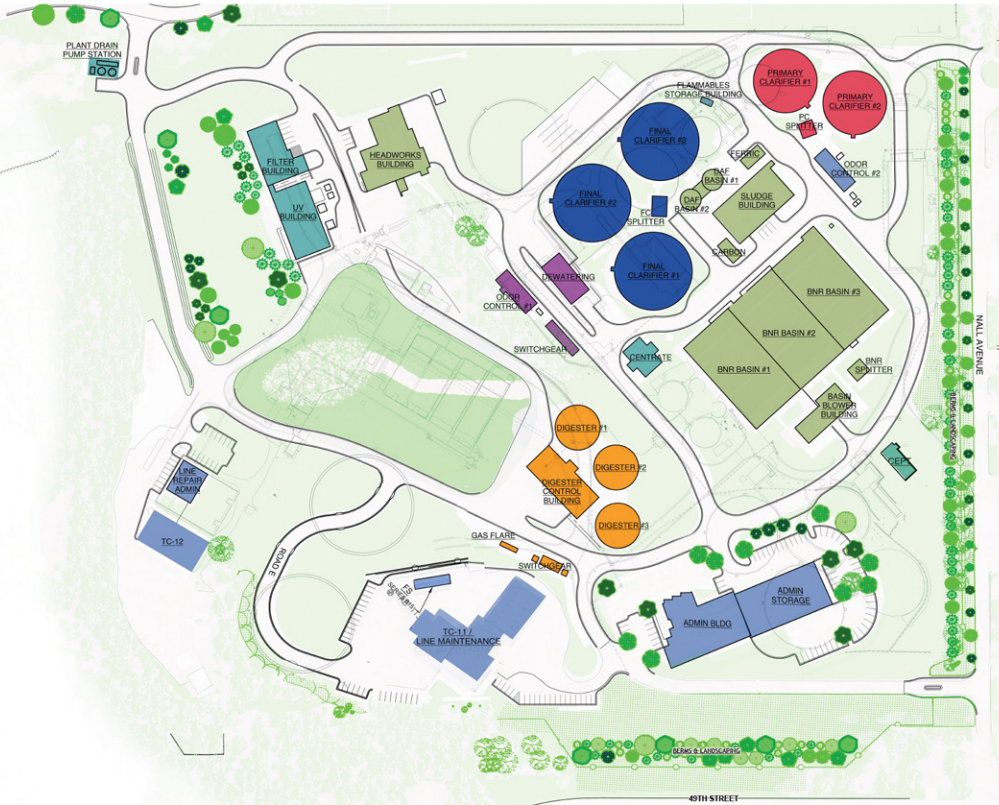 PLANT DRAIN
PUMP STATION
FILTER
BUILDING
UV
BUILDING
HEADWORKS
BUILDING
FLAMMABLES
STORAGE BUILDING
FINAL
CLARIFIER #3
FINAL
CLARIFIER #2
FC
SPLITTER
FINAL
CLARIFIER #1
PRIMARY
CLARIFIER #1
PRIMARY
CLARIFIER #2
PC
SPLITTER
FERRIC
DAF
BASIN #1
DAF
BASIN #2
SLUDGE
BUILDING
CARBON
ODOR
CONTROL #2
DEWATERING
ODOR
CONTROL #1
SWITCHGEAR
CENTRATE
BNR BASIN #3
BNR BASIN #2
BNR BASIN #1
BNR
SPLITTER
BASIN
BLOWER
BUILDING
CEPT
NALL AVENUE
BERMS & LANDSCAPING
DIGESTER #1
DIGESTER #2
DIGESTER
CONTROL
BUILDING
DIGESTER #3
GAS FLARE
SWITCHGEAR
LINE
REPAIR
ADMIN
TC-12
ROAD E
FS
TC-11 /
LINE MAINTENANCE
ADMIN BLDG
ADMIN
STORAGE
BERMS & LANDSCAPING
49TH STREET